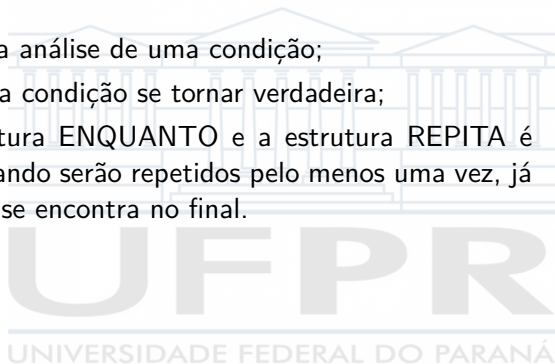 a análise de uma condição;
a condição se tornar verdadeira;
tura ENQUANTO e a estrutura REPITA é
ando serão repetidos pelo menos uma vez, já
se encontra no final.
UFPR
UNIVERSIDADE FEDERAL DO PARANÁ